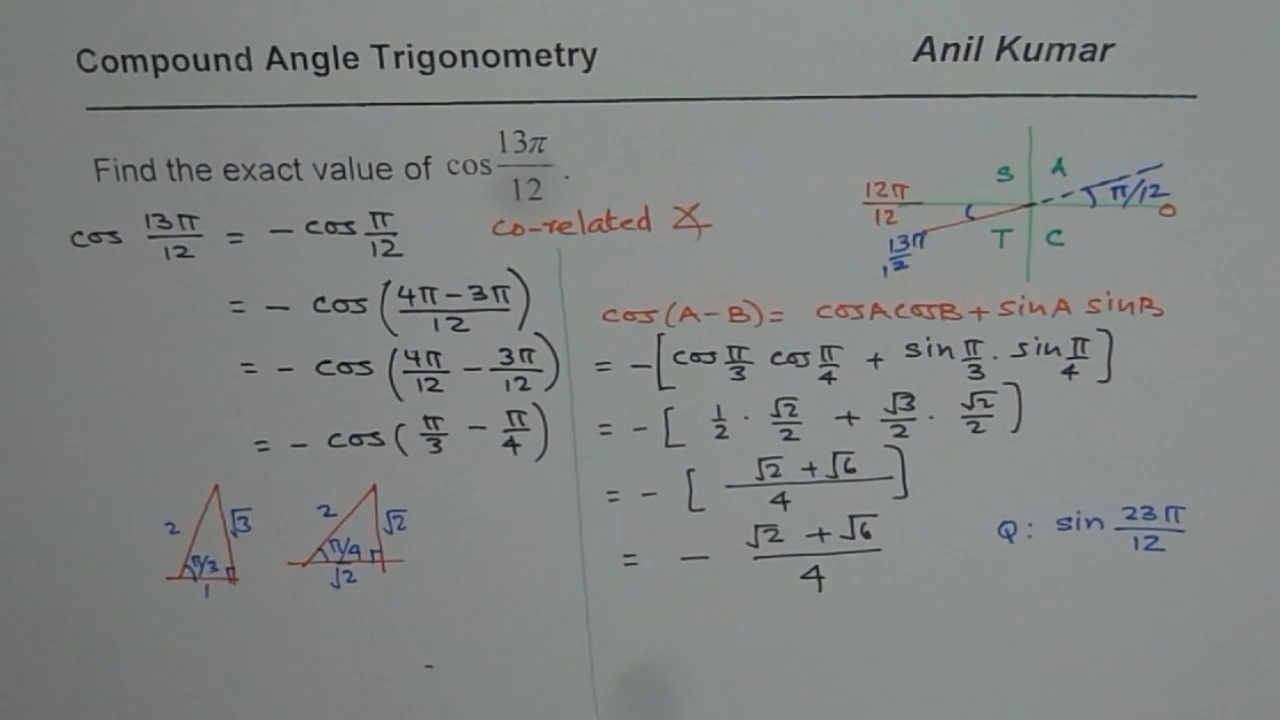 Compound Angle Trigonometry
Anil Kumar
Find the exact value of cos 13π/12 .
cos 13π/12 = - cos π/12
co-related ∠
= - cos (4π-3π/12)
= - cos (4π/12 - 3π/12)
= - cos (π/3 - π/4)
2 √3 π/3 1
2 √2 π/4 √2
S A
T C
12π/12
13π/12
π/12
0
cos(A-B) = cosA cosB + sinA sinB
= -[cos π/3 cos π/4 + sin π/3 . sin π/4]
= -[ 1/2 . √2/2 + √3/2 . √2/2 ]
= - [ √2 + √6 / 4 ]
= - √2 + √6 / 4
Q: sin 23π/12